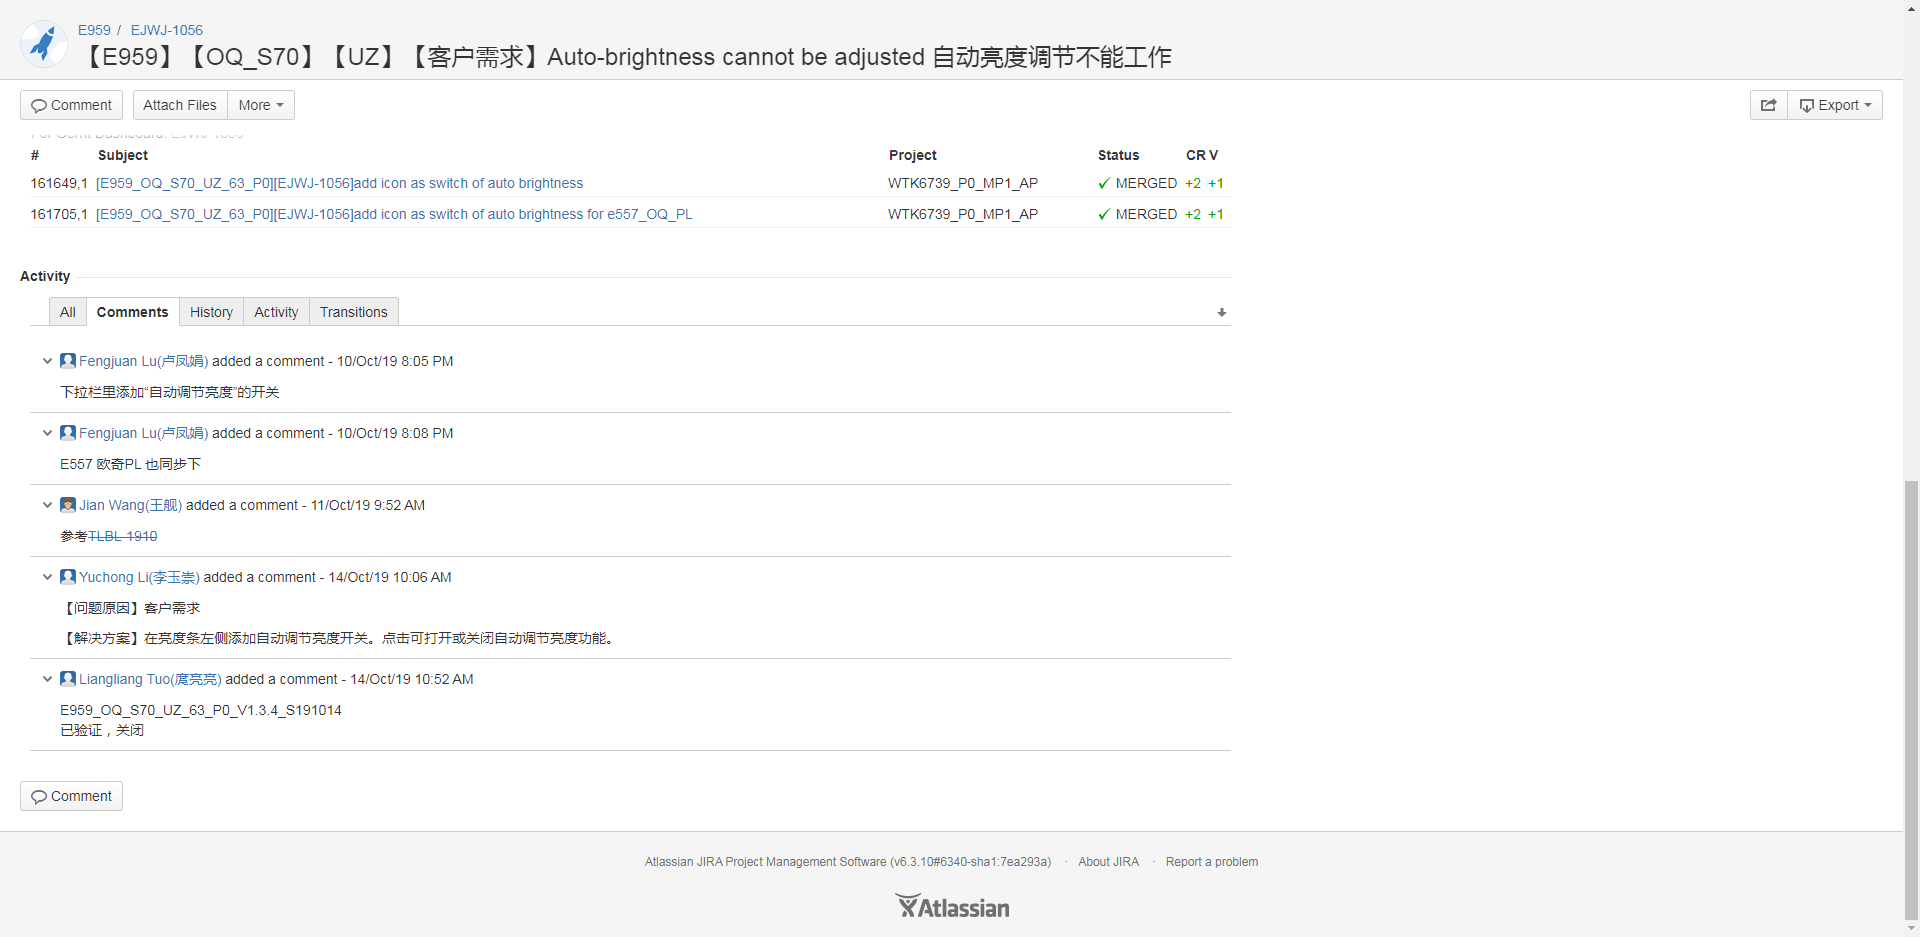 E959 / EJWJ-1056
【E959】【OQ_S70】【UZ】【客户需求】Auto-brightness cannot be adjusted 自动亮度调节不能工作
Comment Attach Files More Export
For Gerrit Dashboard: EJWJ-1056
# Subject Project Status CR V
161649,1 [E959_OQ_S70_UZ_63_P0][EJWJ-1056]add icon as switch of auto brightness WTK6739_P0_MP1_AP MERGED +2 +1
161705,1 [E959_OQ_S70_UZ_63_P0][EJWJ-1056]add icon as switch of auto brightness for e557_OQ_PL WTK6739_P0_MP1_AP MERGED +2 +1
Activity
All Comments History Activity Transitions
Fengjuan Lu(卢凤娟) added a comment - 10/Oct/19 8:05 PM
下拉栏里添加“自动调节亮度”的开关
Fengjuan Lu(卢凤娟) added a comment - 10/Oct/19 8:08 PM
E557 欧奇PL 也同步下
Jian Wang(王舰) added a comment - 11/Oct/19 9:52 AM
参考TLBL-1910
Yuchong Li(李玉崇) added a comment - 14/Oct/19 10:06 AM
【问题原因】客户需求
【解决方案】在亮度条左侧添加自动调节亮度开关。点击可打开或关闭自动调节亮度功能。
Liangliang Tuo(庹亮亮) added a comment - 14/Oct/19 10:52 AM
E959_OQ_S70_UZ_63_P0_V1.3.4_S191014
已验证，关闭
Comment
Atlassian JIRA Project Management Software (v6.3.10#6340-sha1:7ea293a) · About JIRA · Report a problem
Atlassian